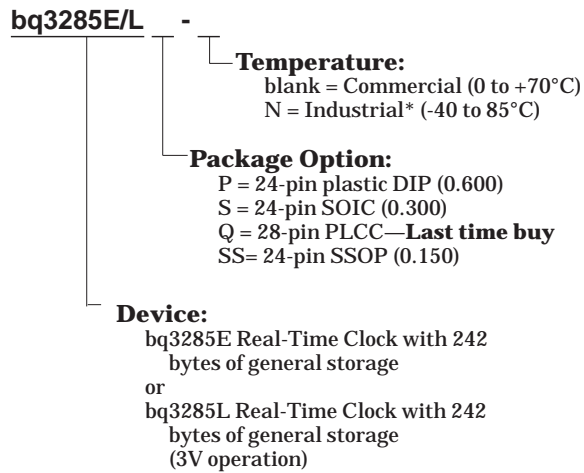 bq3285E/L -
Temperature:
blank = Commercial (0 to +70°C)
N = Industrial* (-40 to 85°C)
Package Option:
P = 24-pin plastic DIP (0.600)
S = 24-pin SOIC (0.300)
Q = 28-pin PLCC—Last time buy
SS= 24-pin SSOP (0.150)
Device:
bq3285E Real-Time Clock with 242
bytes of general storage
or
bq3285L Real-Time Clock with 242
bytes of general storage
(3V operation)